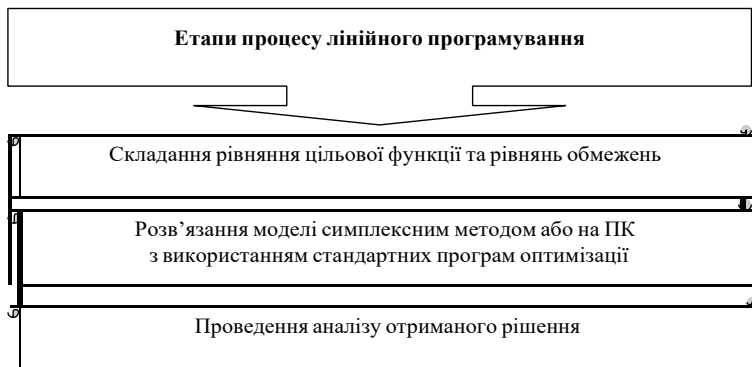 Етапи процесу лінійного програмування
Складання рівняння цільової функції та рівнянь обмежень
Розв’язання моделі симплексним методом або на ПК
з використанням стандартних програм оптимізації
Проведення аналізу отриманого рішення